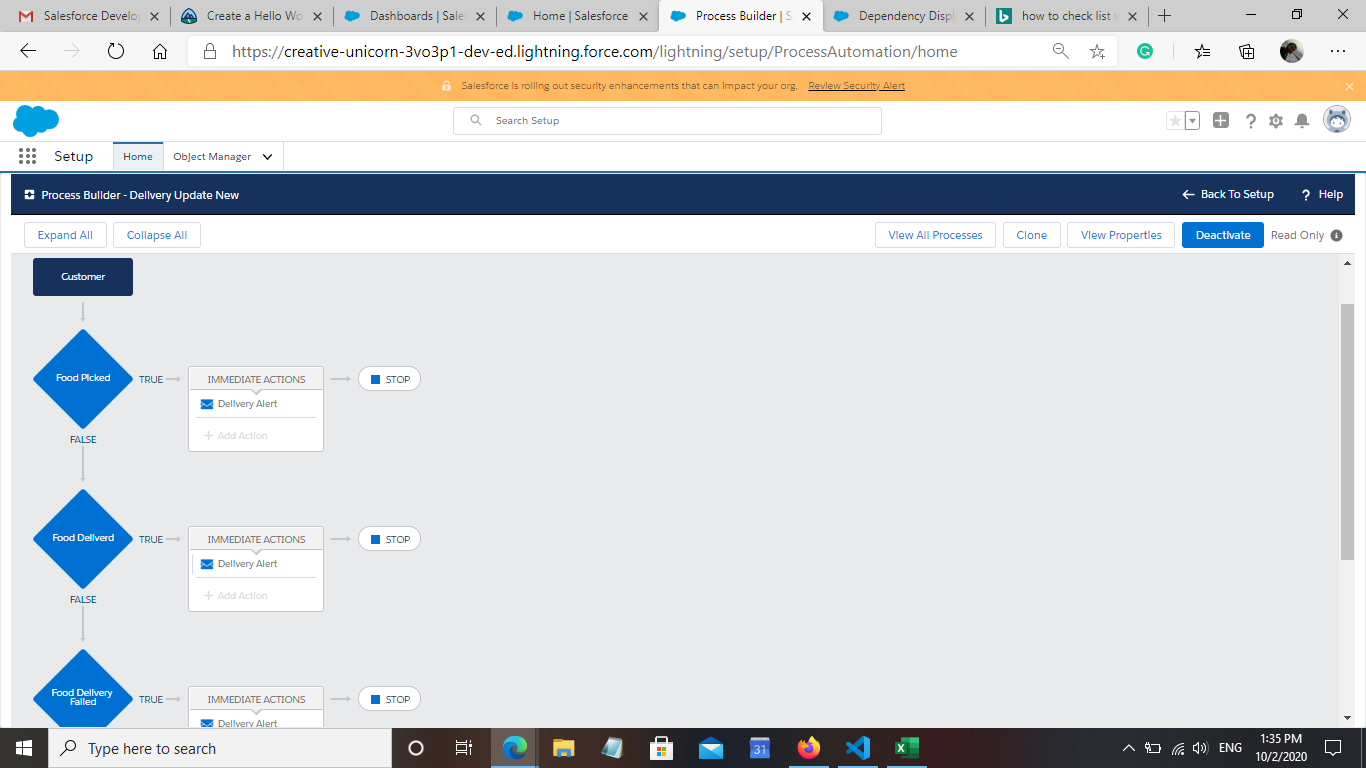 Salesforce Develop
Create a Hello Wo
Dashboards | Sales
Home | Salesforce
Process Builder | S
Dependency Displ
how to check list v
https://creative-unicorn-3vo3p1-dev-ed.lightning.force.com/lightning/setup/ProcessAutomation/home
Salesforce is rolling out security enhancements that can impact your org. Review Security Alert
Search Setup
Setup
Home
Object Manager
Process Builder - Delivery Update New
Back To Setup
? Help
Expand All
Collapse All
View All Processes
Clone
View Properties
Deactivate
Read Only
Customer
Food Picked
TRUE
IMMEDIATE ACTIONS
STOP
Delivery Alert
+ Add Action
FALSE
Food Deliverd
TRUE
IMMEDIATE ACTIONS
STOP
Delivery Alert
+ Add Action
FALSE
Food Delivery
Failed
TRUE
IMMEDIATE ACTIONS
STOP
Delivery Alert
Type here to search
31
ENG
1:35 PM
10/2/2020